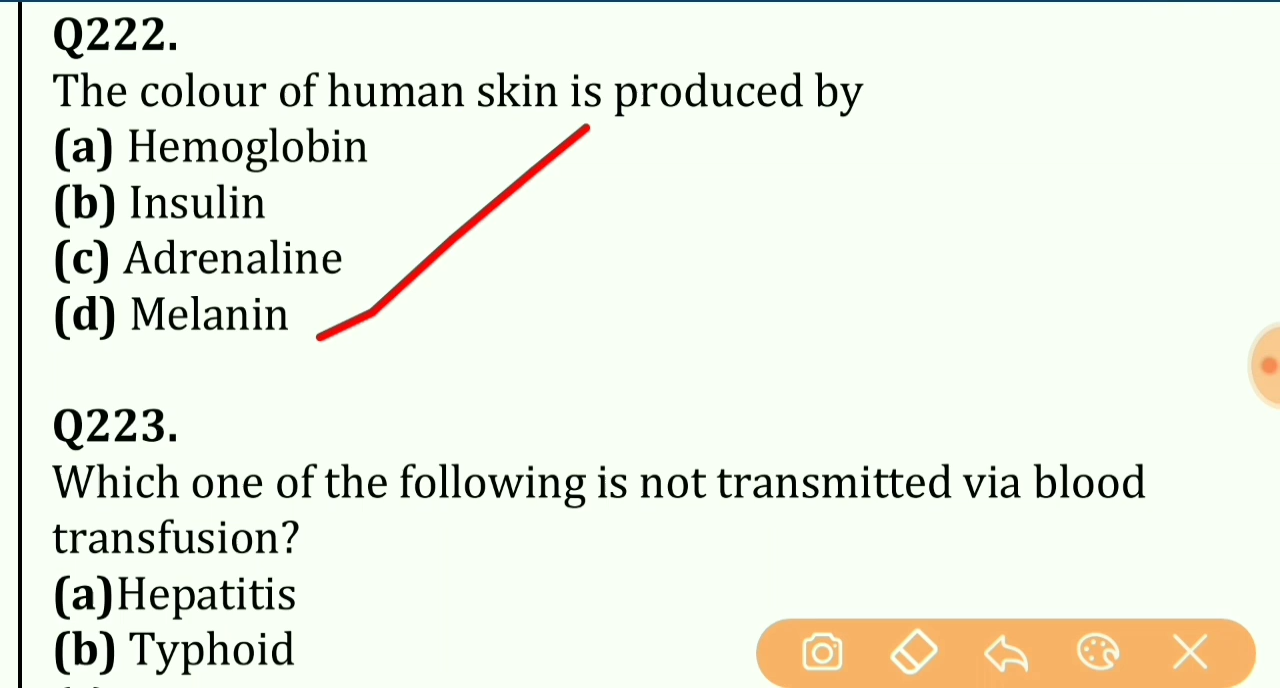 Q222.
The colour of human skin is produced by
(a) Hemoglobin
(b) Insulin
(c) Adrenaline
(d) Melanin
Q223.
Which one of the following is not transmitted via blood
transfusion?
(a)Hepatitis
(b) Typhoid